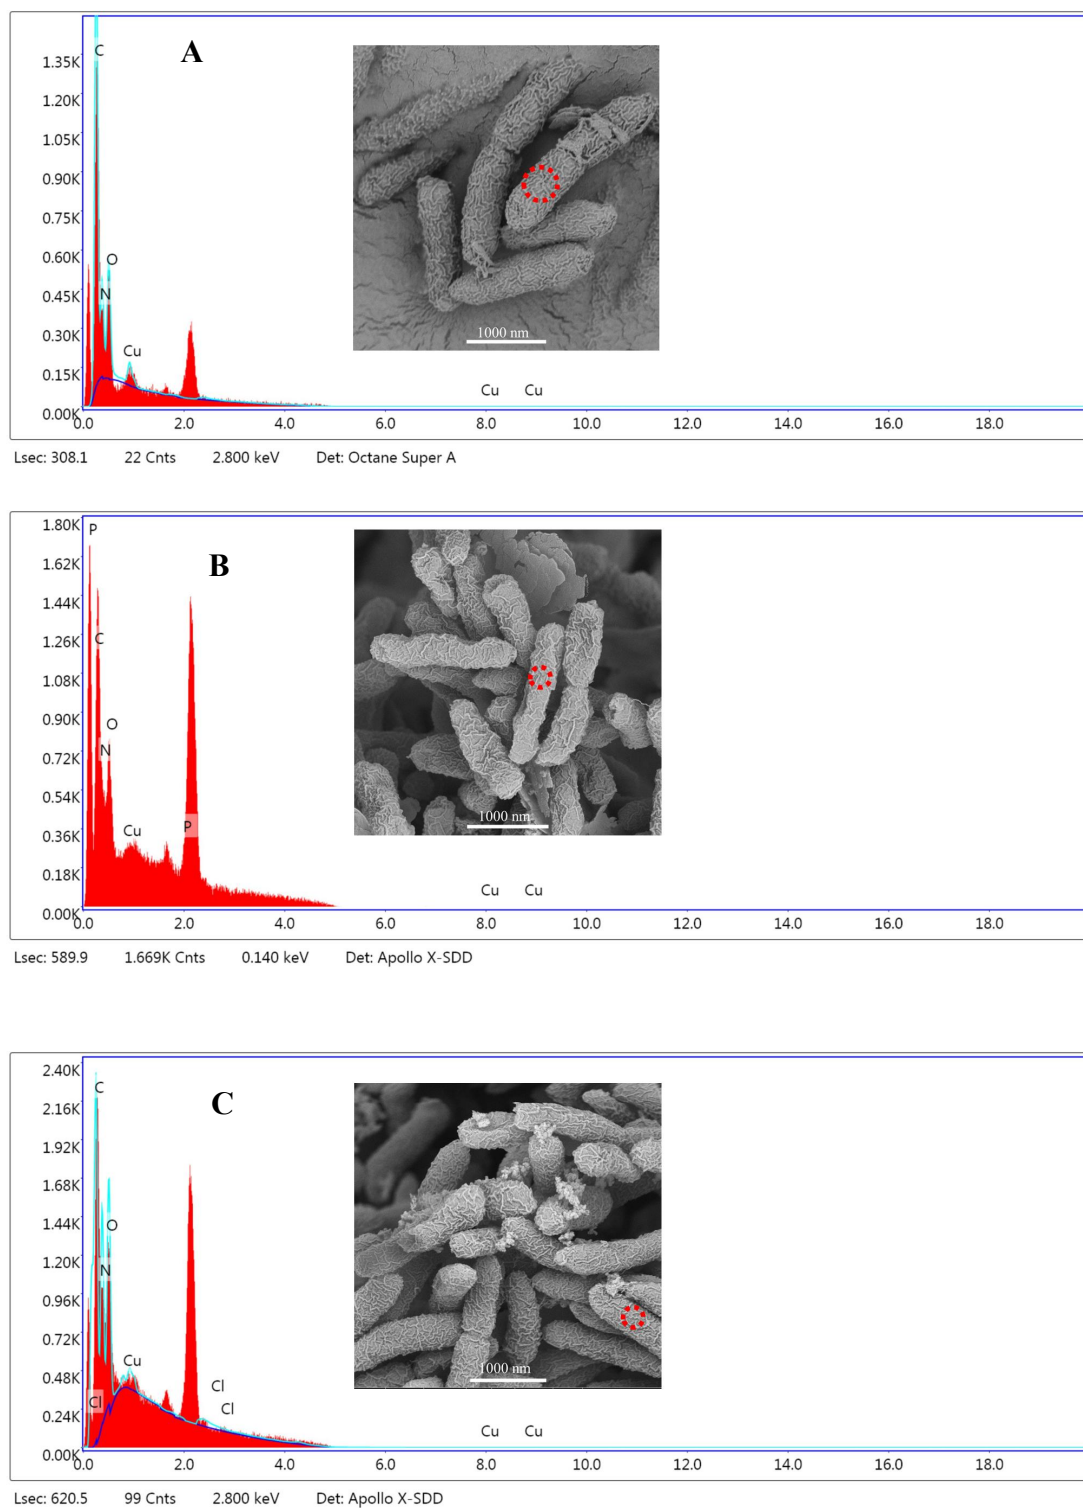 A
C
1.35K
1.20K
1.05K
0.90K
0.75K
0.60K
O
0.45K
N
0.30K
Cu
0.15K
0.00K
1000 nm
Cu Cu
0.0 2.0 4.0 6.0 8.0 10.0 12.0 14.0 16.0 18.0
Lsec: 308.1 22 Cnts 2.800 keV Det: Octane Super A
B
1.80K
P
1.62K
1.44K
1.26K
C
1.08K
0.90K
O
0.72K
N
0.54K
0.36K
Cu
P
0.18K
0.00K
1000 nm
Cu Cu
0.0 2.0 4.0 6.0 8.0 10.0 12.0 14.0 16.0 18.0
Lsec: 589.9 1.669K Cnts 0.140 keV Det: Apollo X-SDD
C
2.40K
C
2.16K
1.92K
1.68K
1.44K
O
1.20K
N
0.96K
0.72K
Cu
0.48K
Cl
Cl
Cl
0.24K
0.00K
1000 nm
Cu Cu
0.0 2.0 4.0 6.0 8.0 10.0 12.0 14.0 16.0 18.0
Lsec: 620.5 99 Cnts 2.800 keV Det: Apollo X-SDD